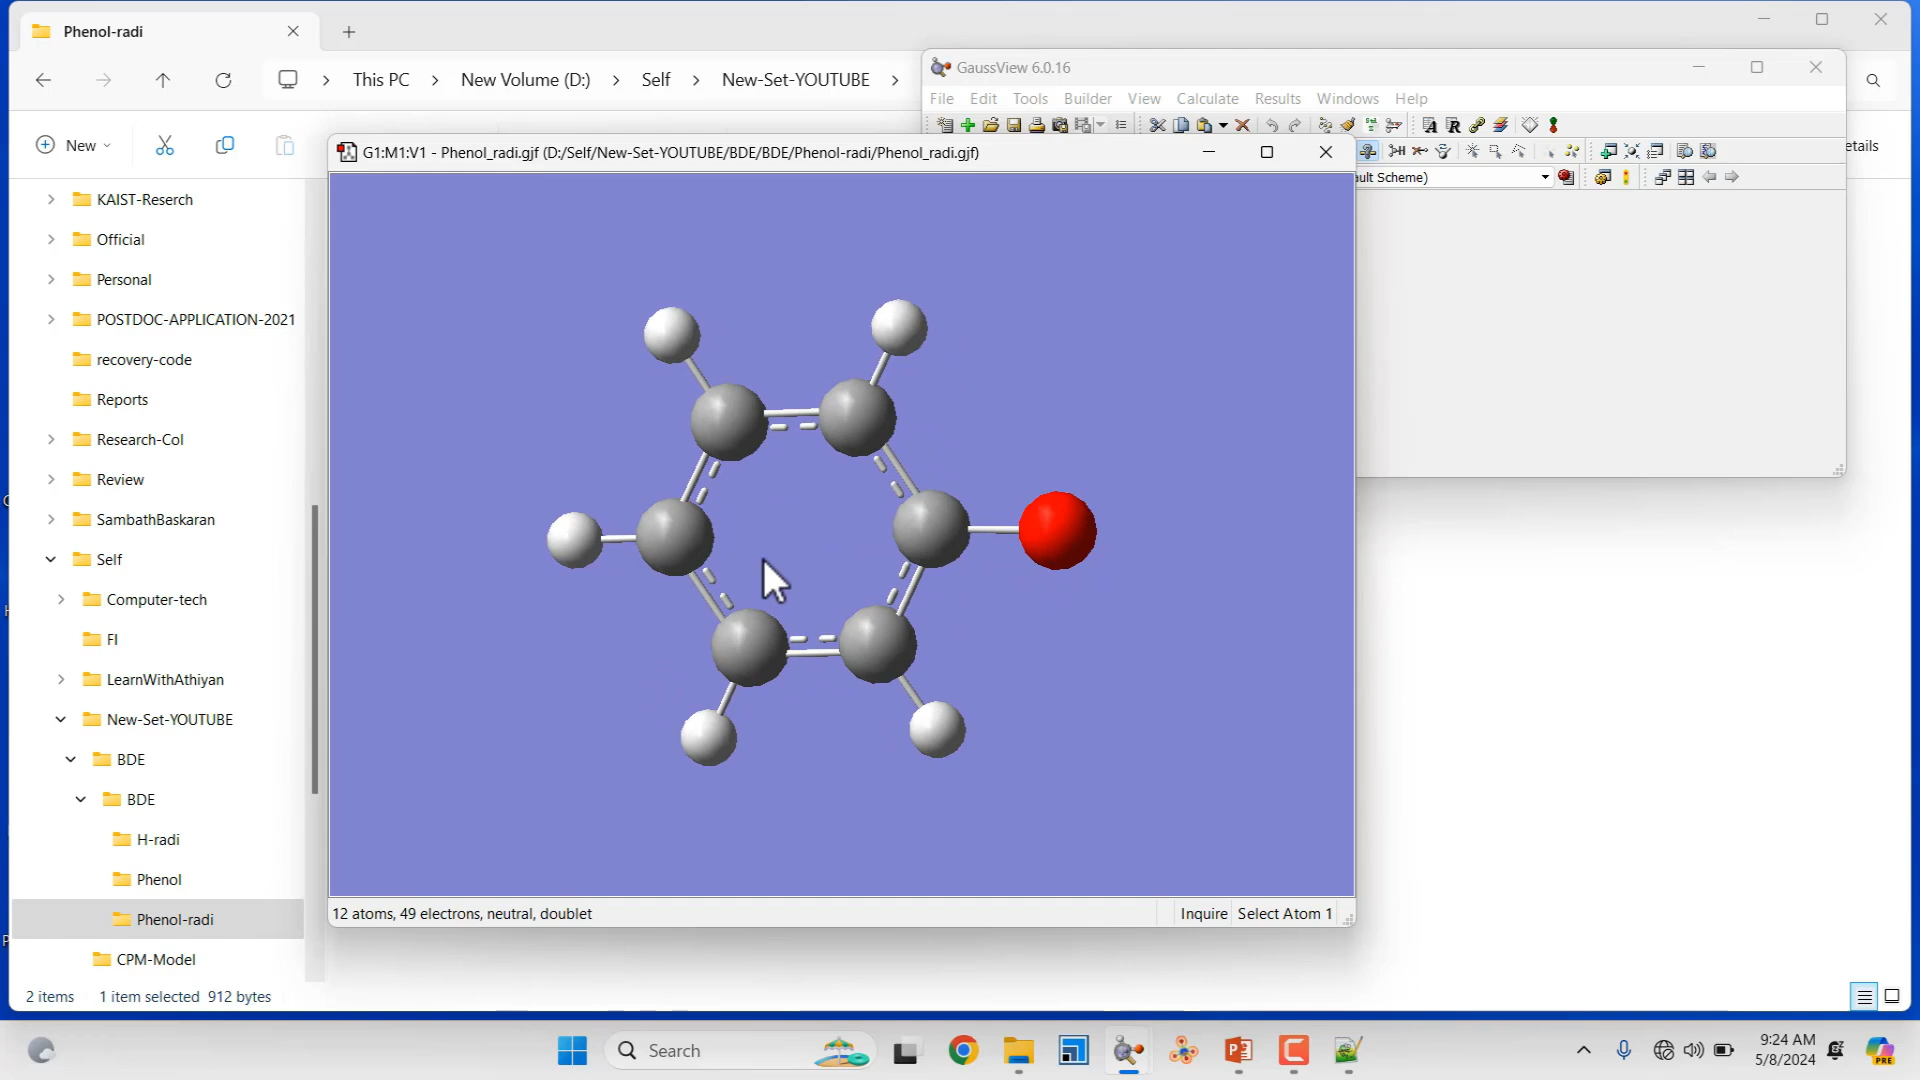 Phenol-radi
This PC
New Volume (D:)
Self
New-Set-YOUTUBE
GaussView 6.0.16
File Edit Tools Builder View Calculate Results Windows Help
New
G1:M1:V1 - Phenol_radi.gjf (D:/Self/New-Set-YOUTUBE/BDE/BDE/Phenol-radi/Phenol_radi.gjf)
etails
ault Scheme)
KAIST-Reserch
Official
Personal
POSTDOC-APPLICATION-2021
recovery-code
Reports
Research-Col
Review
SambathBaskaran
Self
Computer-tech
FI
LearnWithAthiyan
New-Set-YOUTUBE
BDE
BDE
H-radi
Phenol
Phenol-radi
CPM-Model
12 atoms, 49 electrons, neutral, doublet
Inquire
Select Atom 1
2 items
1 item selected 912 bytes
Search
9:24 AM
5/8/2024
PRE